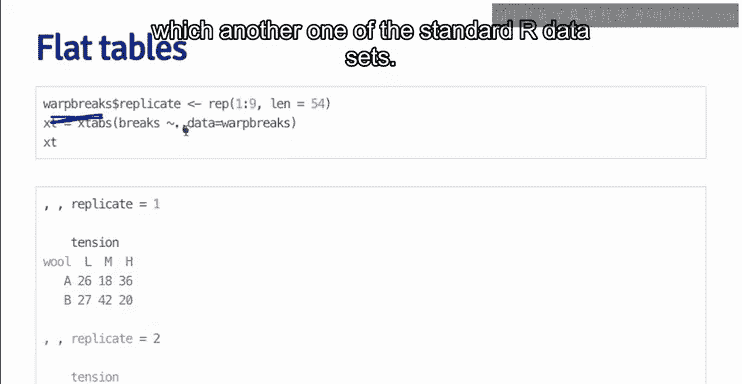 which another one of the standard R data
sets.
Flat tables
warpbreaks$replicate <- rep(1:9, len = 54)
xt = xtabs(breaks ~., data=warpbreaks)
xt
, , replicate = 1
tension
wool L M H
A 26 18 36
B 27 42 20
, , replicate = 2
tension